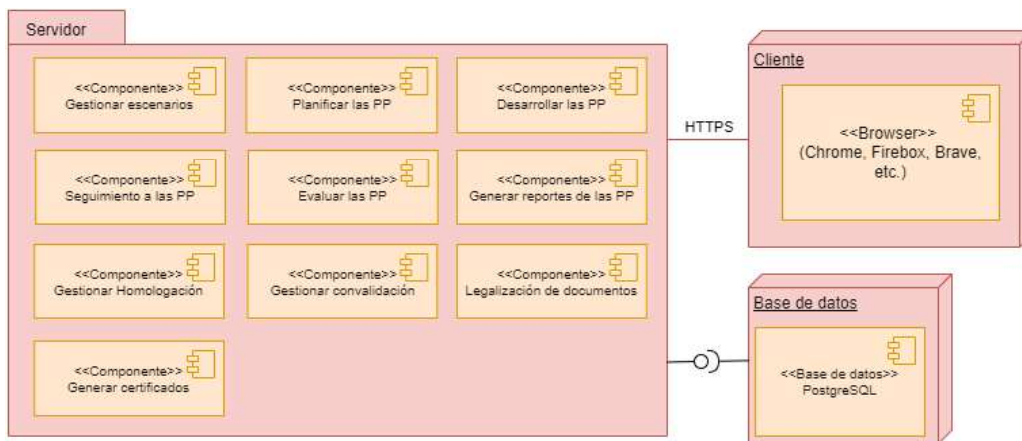 Servidor
<<Componente>>
Gestionar escenarios
<<Componente>>
Planificar las PP
<<Componente>>
Desarrollar las PP
<<Componente>>
Seguimiento a las PP
<<Componente>>
Evaluar las PP
<<Componente>>
Generar reportes de las PP
<<Componente>>
Gestionar Homologación
<<Componente>>
Gestionar convalidación
<<Componente>>
Legalización de documentos
<<Componente>>
Generar certificados
HTTPS
Cliente
<<Browser>>
(Chrome, Firebox, Brave,
etc.)
Base de datos
<<Base de datos>>
PostgreSQL